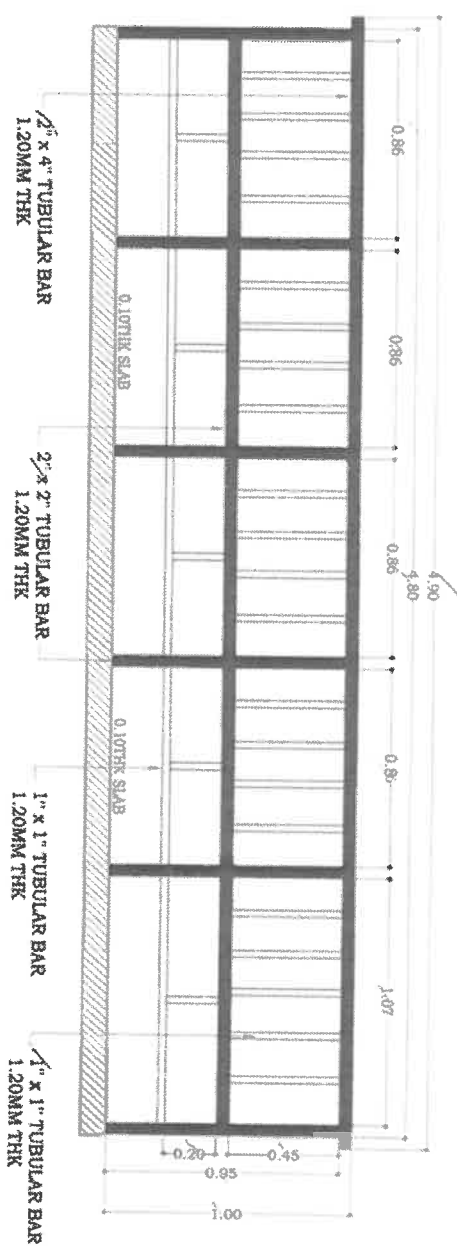 4.90
4.80
0.86
0.86
0.86
0.86
1.07
0.45
0.20
0.95
1.00
0.10THK SLAB
0.10THK SLAB
2" x 4" TUBULAR BAR
1.20MM THK
2" x 2" TUBULAR BAR
1.20MM THK
1" x 1" TUBULAR BAR
1.20MM THK
1" x 1" TUBULAR BAR
1.20MM THK